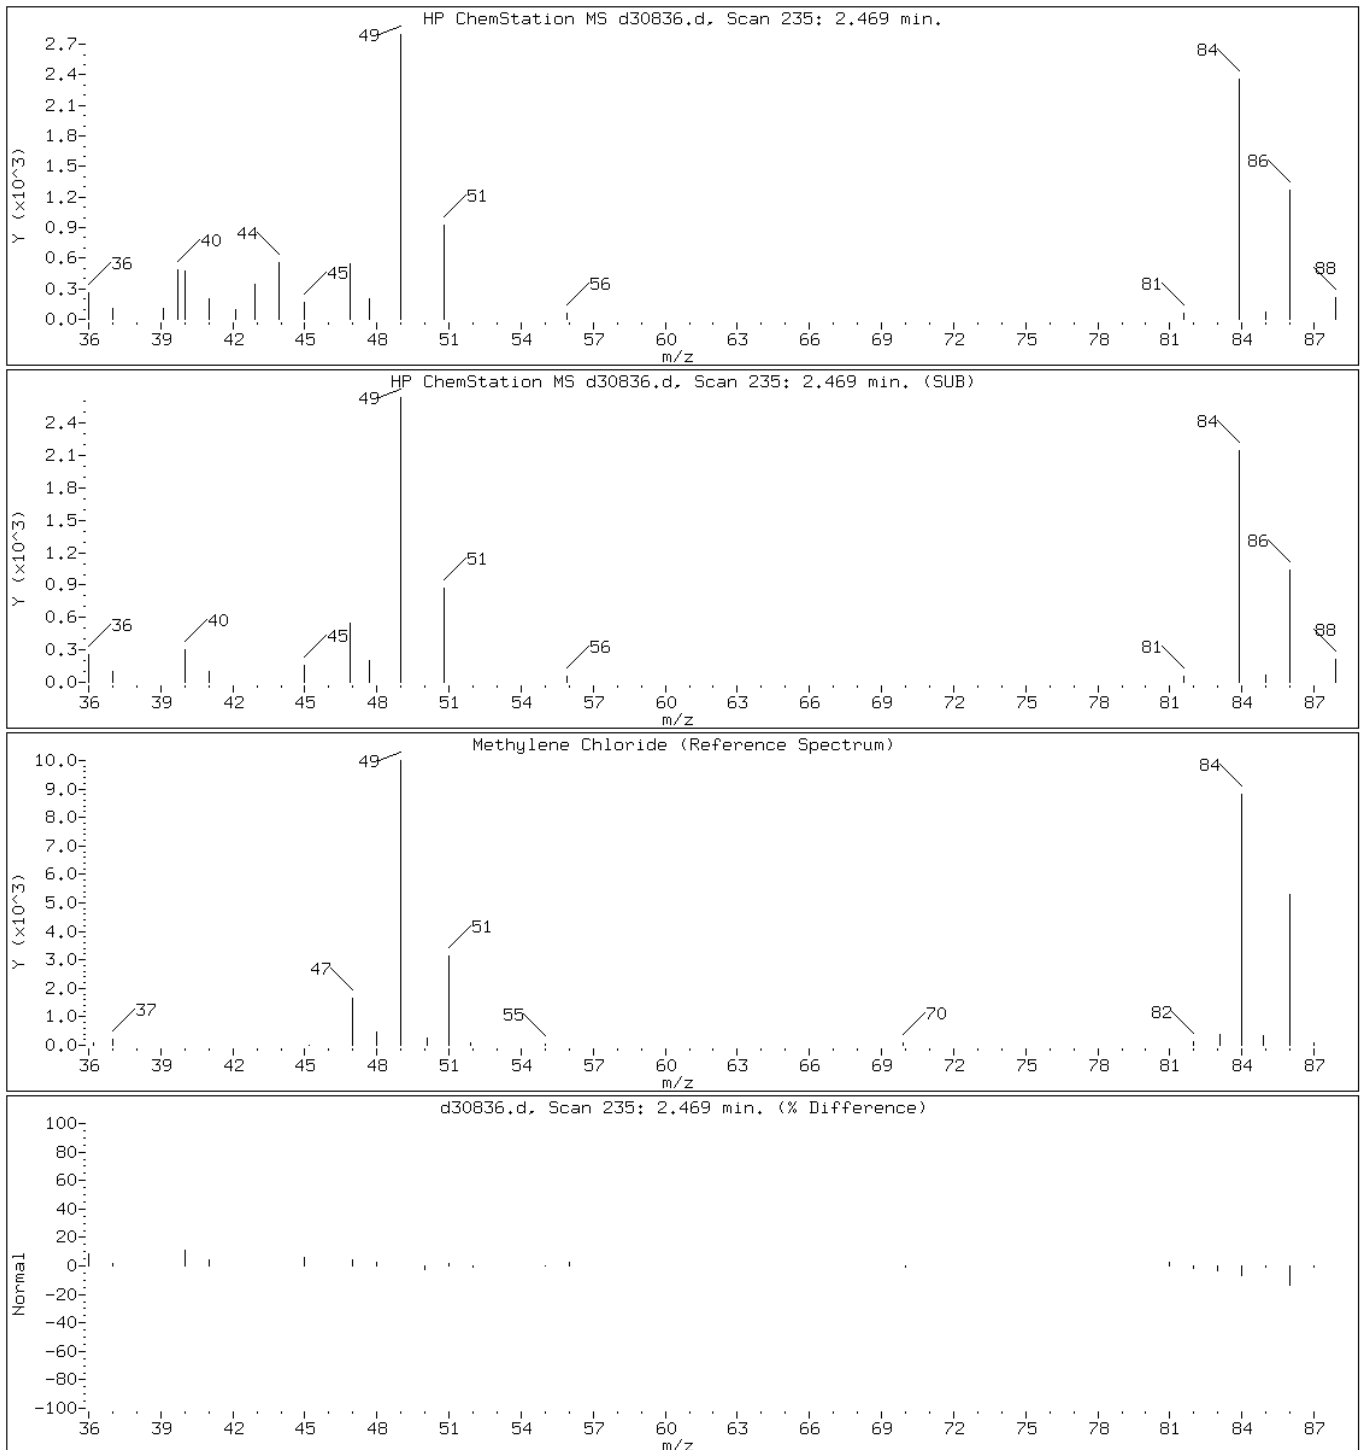 HP ChemStation MS d30836.d, Scan 235: 2.469 min.
Y (x10^3)
2.7
2.4
2.1
1.8
1.5
1.2
0.9
0.6
0.3
0.0
36 40 44 45 49 51 56 81 84 86 88
36 39 42 45 48 51 54 57 60 63 66 69 72 75 78 81 84 87
m/z
HP ChemStation MS d30836.d, Scan 235: 2.469 min. (SUB)
Y (x10^3)
2.4
2.1
1.8
1.5
1.2
0.9
0.6
0.3
0.0
36 40 45 49 51 56 81 84 86 88
36 39 42 45 48 51 54 57 60 63 66 69 72 75 78 81 84 87
m/z
Methylene Chloride (Reference Spectrum)
Y (x10^3)
10.0
9.0
8.0
7.0
6.0
5.0
4.0
3.0
2.0
1.0
0.0
37 47 49 51 55 70 82 84
36 39 42 45 48 51 54 57 60 63 66 69 72 75 78 81 84 87
m/z
d30836.d, Scan 235: 2.469 min. (% Difference)
Normal
100
80
60
40
20
0
-20
-40
-60
-80
-100
36 39 42 45 48 51 54 57 60 63 66 69 72 75 78 81 84 87
m/z